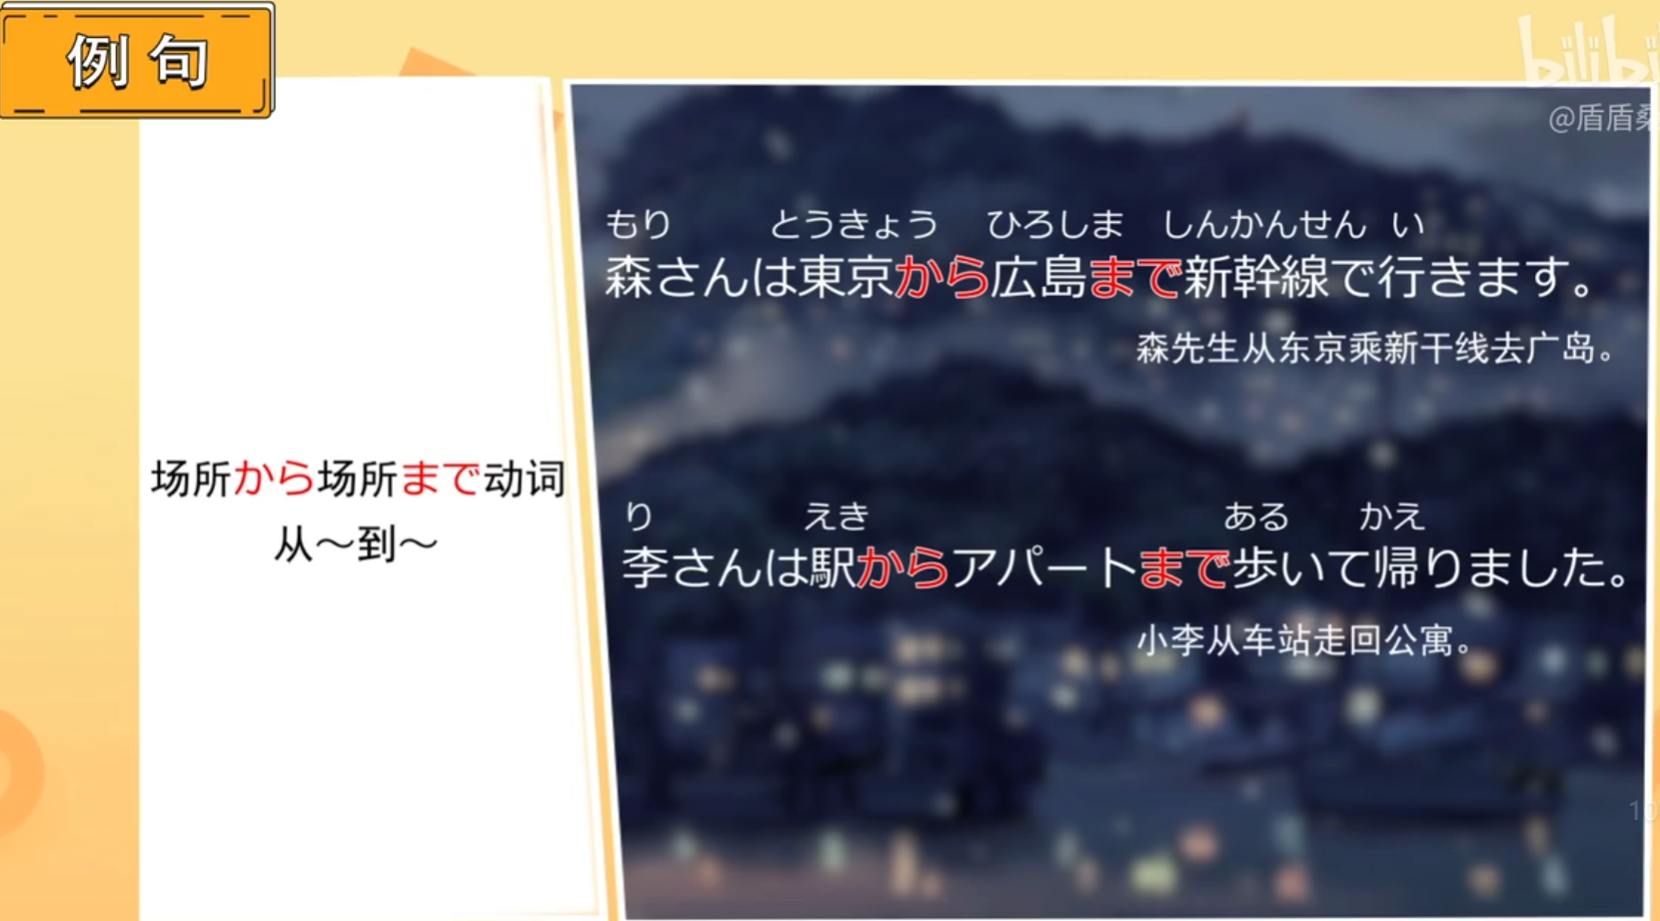 例句
bilibili
@盾盾桑
场所から场所まで动词
从～到～
もり とうきょう ひろしま しんかんせん い
森さんは東京から広島まで新幹線で行きます。
森先生从东京乘新干线去广岛。
り えき ある かえ
李さんは駅からアパートまで歩いて帰りました。
小李从车站走回公寓。